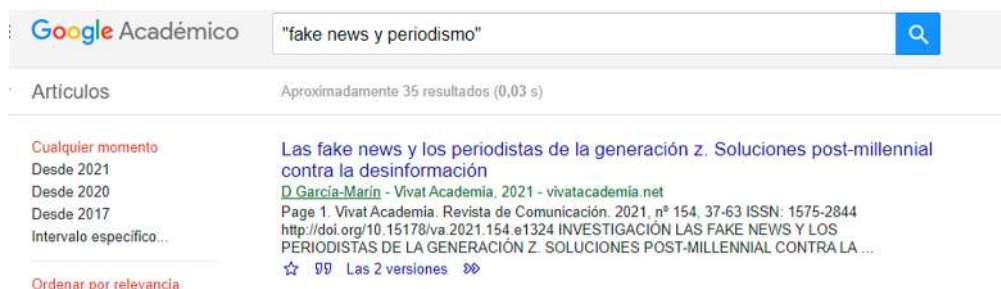 Google Académico
"fake news y periodismo"
Artículos
Aproximadamente 35 resultados (0,03 s)
Cualquier momento
Desde 2021
Desde 2020
Desde 2017
Intervalo específico...
Ordenar por relevancia
Las fake news y los periodistas de la generación z. Soluciones post-millennial
contra la desinformación
D García-Marín - Vivat Academia, 2021 - vivatacademia.net
Page 1. Vivat Academia. Revista de Comunicación. 2021, nº 154, 37-63 ISSN: 1575-2844
http://doi.org/10.15178/va.2021.154.e1324 INVESTIGACIÓN LAS FAKE NEWS Y LOS
PERIODISTAS DE LA GENERACIÓN Z. SOLUCIONES POST-MILLENNIAL CONTRA LA ...
Las 2 versiones